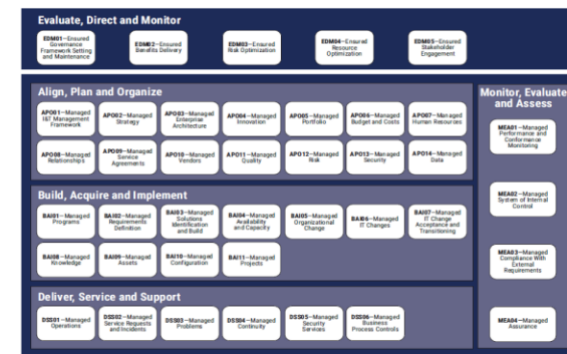 Evaluate, Direct and Monitor
EDM01—Ensured
Governance
Framework Setting
and Maintenance
EDM02—Ensured
Benefits Delivery
EDM03—Ensured
Risk Optimization
EDM04—Ensured
Resource
Optimization
EDM05—Ensured
Stakeholder
Engagement
Align, Plan and Organize
APO01—Managed
I&T Management
Framework
APO02—Managed
Strategy
APO03—Managed
Enterprise
Architecture
APO04—Managed
Innovation
APO05—Managed
Portfolio
APO06—Managed
Budget and Costs
APO07—Managed
Human Resources
APO08—Managed
Relationships
APO09—Managed
Service
Agreements
APO10—Managed
Vendors
APO11—Managed
Quality
APO12—Managed
Risk
APO13—Managed
Security
APO14—Managed
Data
Build, Acquire and Implement
BAI01—Managed
Programs
BAI02—Managed
Requirements
Definition
BAI03—Managed
Solutions
Identification
and Build
BAI04—Managed
Availability
and Capacity
BAI05—Managed
Organizational
Change
BAI06—Managed
IT Changes
BAI07—Managed
IT Change
Acceptance and
Transitioning
BAI08—Managed
Knowledge
BAI09—Managed
Assets
BAI10—Managed
Configuration
BAI11—Managed
Projects
Deliver, Service and Support
DSS01—Managed
Operations
DSS02—Managed
Service Requests
and Incidents
DSS03—Managed
Problems
DSS04—Managed
Continuity
DSS05—Managed
Security
Services
DSS06—Managed
Business
Process Controls
Monitor, Evaluate
and Assess
MEA01—Managed
Performance and
Conformance
Monitoring
MEA02—Managed
System of Internal
Control
MEA03—Managed
Compliance With
External
Requirements
MEA04—Managed
Assurance